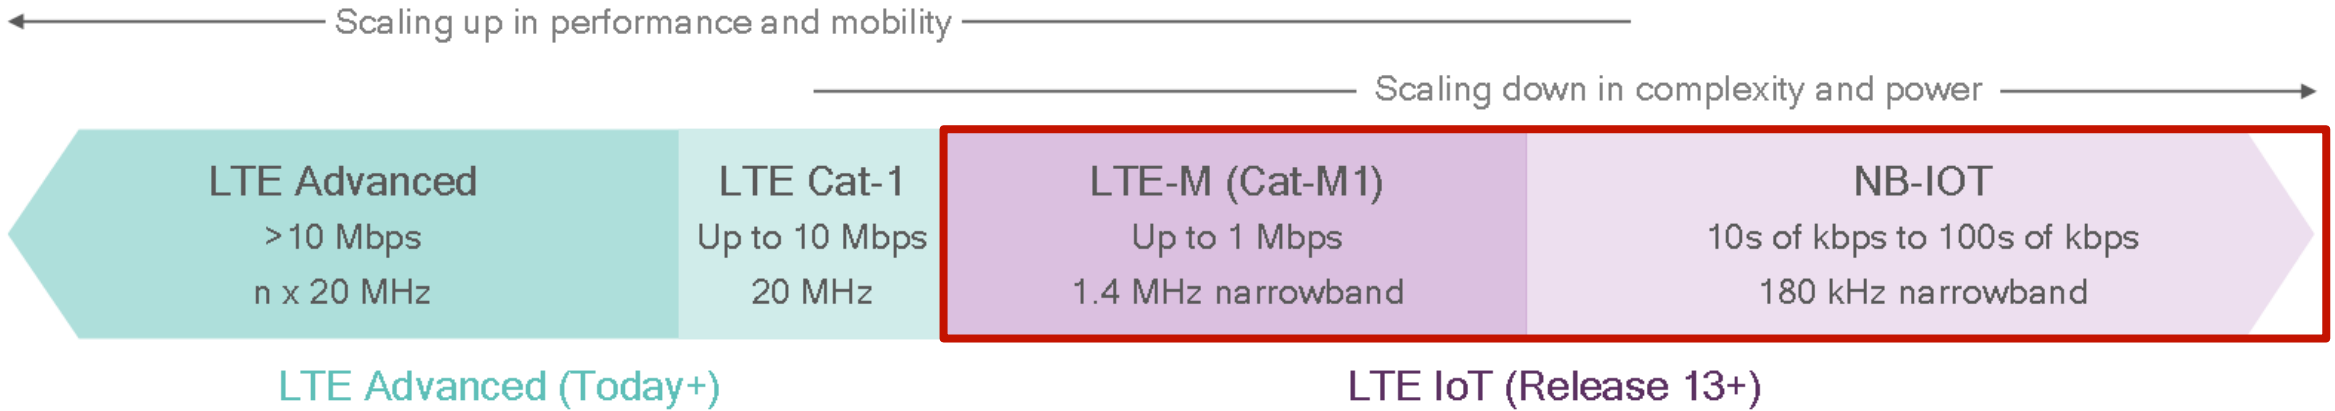 Scaling up in performance and mobility
Scaling down in complexity and power
LTE Advanced
>10 Mbps
n x 20 MHz
LTE Cat-1
Up to 10 Mbps
20 MHz
LTE-M (Cat-M1)
Up to 1 Mbps
1.4 MHz narrowband
NB-IOT
10s of kbps to 100s of kbps
180 kHz narrowband
LTE Advanced (Today+)
LTE IoT (Release 13+)